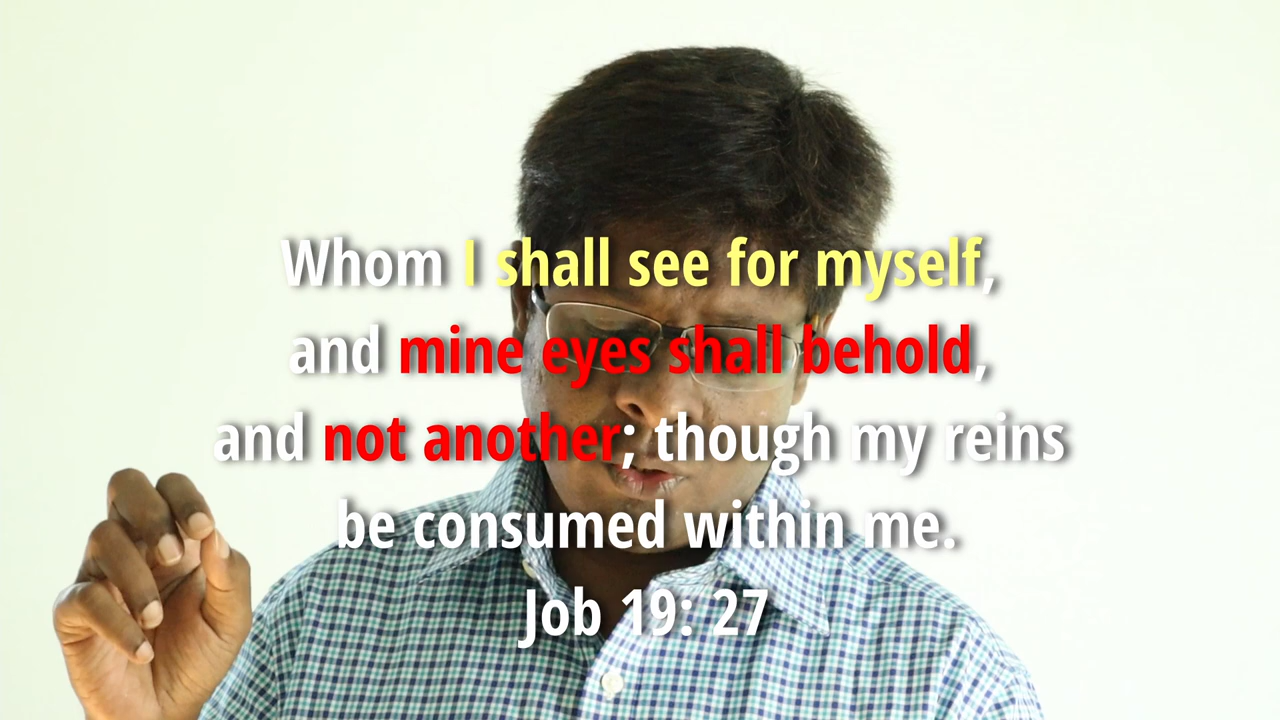 Whom I shall see for myself,
and mine eyes shall behold,
and not another; though my reins
be consumed within me.
Job 19: 27